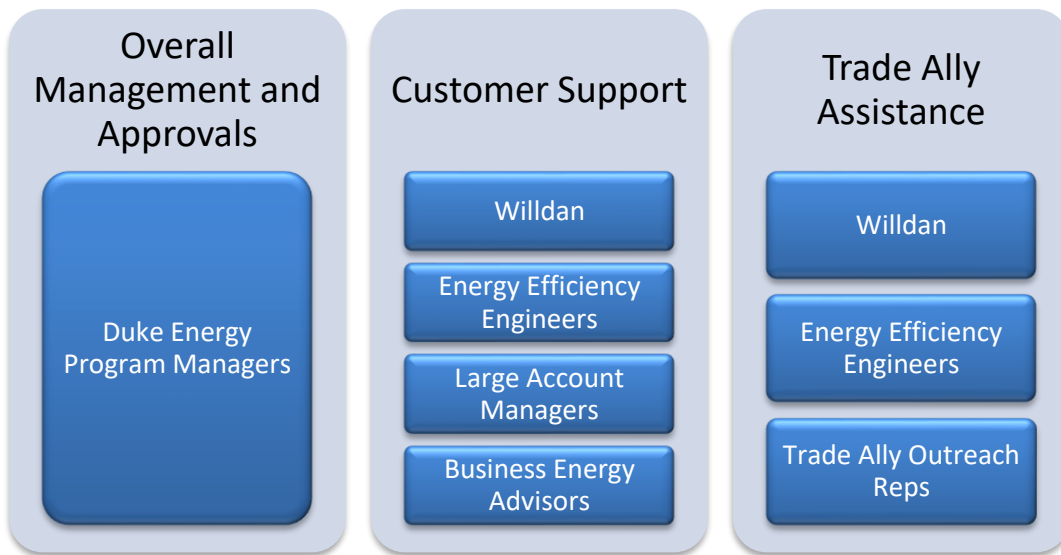 Overall
Management and
Approvals
Duke Energy
Program Managers
Customer Support
Willdan
Energy Efficiency
Engineers
Large Account
Managers
Business Energy
Advisors
Trade Ally
Assistance
Willdan
Energy Efficiency
Engineers
Trade Ally Outreach
Reps